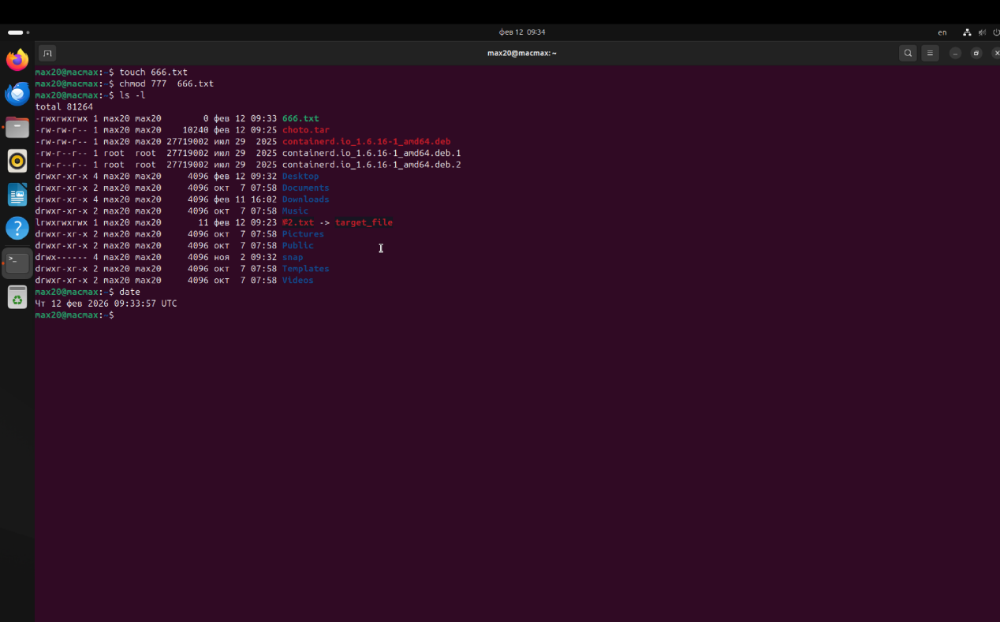 фев 12 09:34
en
max20@macmax: ~
max20@macmax:~$ touch 666.txt
max20@macmax:~$ chmod 777  666.txt
max20@macmax:~$ ls -l
total 81264
-rwxrwxrwx 1 max20 max20        0 фев 12 09:33 666.txt
-rw-rw-r-- 1 max20 max20    10240 фев 12 09:25 choto.tar
-rw-rw-r-- 1 max20 max20 27719002 июл 29  2025 containerd.io_1.6.16-1_amd64.deb
-rw-r--r-- 1 root  root  27719002 июл 29  2025 containerd.io_1.6.16-1_amd64.deb.1
-rw-r--r-- 1 root  root  27719002 июл 29  2025 containerd.io_1.6.16-1_amd64.deb.2
drwxr-xr-x 4 max20 max20     4096 фев 12 09:32 Desktop
drwxr-xr-x 2 max20 max20     4096 окт  7 07:58 Documents
drwxr-xr-x 4 max20 max20     4096 фев 11 16:02 Downloads
drwxr-xr-x 2 max20 max20     4096 окт  7 07:58 Music
lrwxrwxrwx 1 max20 max20       11 фев 12 09:23 -> target_file
drwxr-xr-x 2 max20 max20     4096 окт  7 07:58 Pictures
drwxr-xr-x 2 max20 max20     4096 окт  7 07:58 Public
drwx------ 4 max20 max20     4096 ноя  2 09:32 snap
drwxr-xr-x 2 max20 max20     4096 окт  7 07:58 Templates
drwxr-xr-x 2 max20 max20     4096 окт  7 07:58 Videos
max20@macmax:~$ date
Чт 12 фев 2026 09:33:57 UTC
max20@macmax:~$